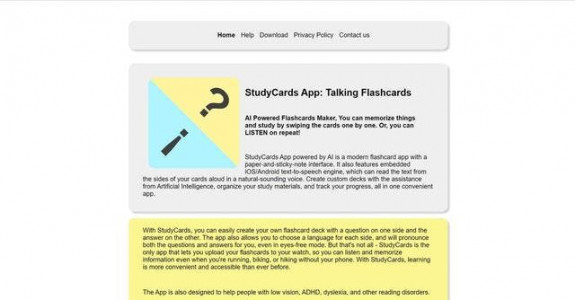 Home Help Download Privacy Policy Contact us
StudyCards App: Talking Flashcards
AI Powered Flashcards Maker, You can memorize things
and study by swiping the cards one by one. Or, you can
LISTEN on repeat!
StudyCards App powered by AI is a modern flashcard app with a
paper-and-sticky-note interface. It also features embedded
IOS/Android text-to-speech engine, which can read the text from
the sides of your cards aloud in a natural-sounding voice. Create custom decks with the assistance
from Artificial Intelligence, organize your study materials, and track your progress, all in one convenient
app.
With StudyCards, you can easily create your own flashcard deck with a question on one side and the
answer on the other. The app also allows you to choose a language for each side, and will pronounce
both the questions and answers for you, even in eyes-free mode. But that's not all - StudyCards is the
only app that lets you upload your flashcards to your watch, so you can listen and memorize
information even when you're running, biking, or hiking without your phone. With StudyCards, learning
is more convenient and accessible than ever before.
The App is also designed to help people with low vision, ADHD, dyslexia, and other reading disorders.